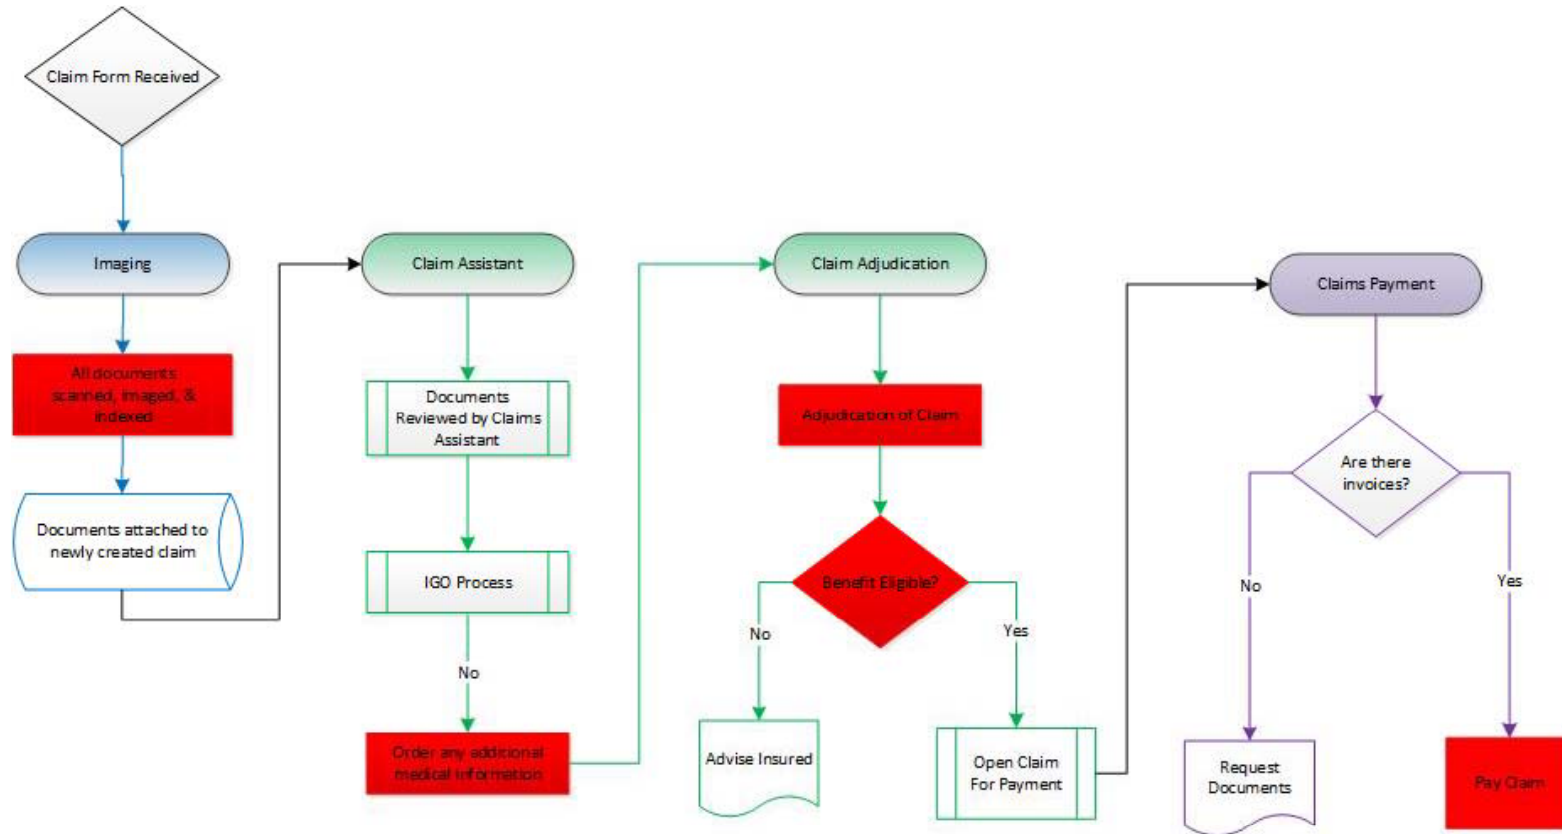 Claim Form Received
Imaging
All documents
scanned, imaged, &
indexed
Documents attached to
newly created claim
Claim Assistant
Documents
Reviewed by Claims
Assistant
IGO Process
No
Order any additional
medical information
Claim Adjudication
Adjudication of Claim
Benefit Eligible?
No
Yes
Advise Insured
Open Claim
For Payment
Claims Payment
Are there
invoices?
No
Yes
Request
Documents
Pay Claim